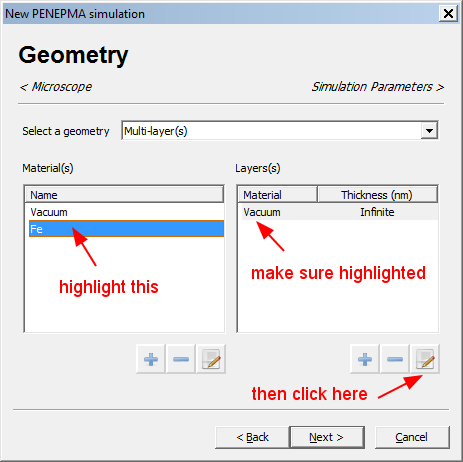 New PENEPMA simulation
Geometry
< Microscope
Simulation Parameters >
Select a geometry
Multi-layer(s)
Material(s)
Layers(s)
Name
Material
Thickness (nm)
Vacuum
Vacuum
Infinite
Fe
highlight this
make sure highlighted
then click here
< Back
Next >
Cancel